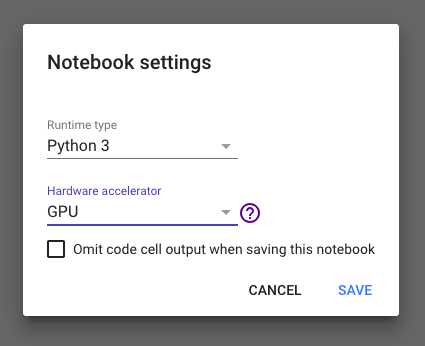 Notebook settings
Runtime type
Python 3
Hardware accelerator
GPU
?
Omit code cell output when saving this notebook
CANCEL SAVE